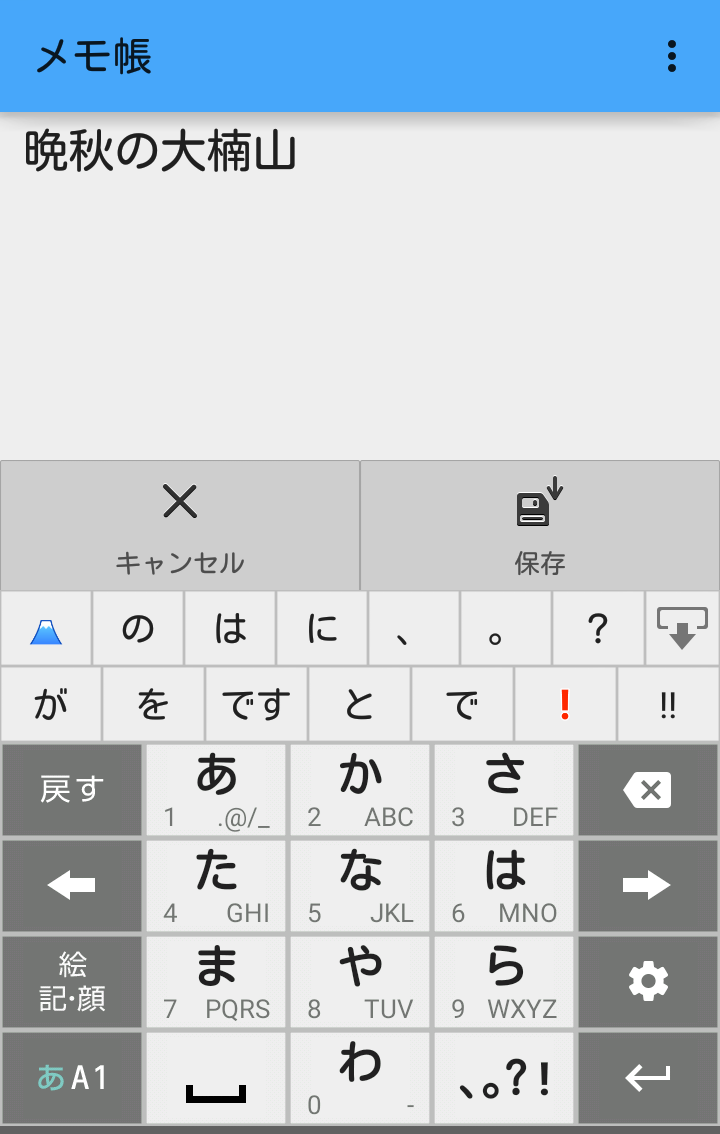 メモ帳
晩秋の大楠山
キャンセル 保存
の は に 、 。 ?
が を です と で ❗ !!
戻す あ 1 .@/_ か 2 ABC さ 3 DEF
た 4 GHI な 5 JKL は 6 MNO
絵記・顔 ま 7 PQRS や 8 TUV ら 9 WXYZ
あA1 わ 0 - 、。?!